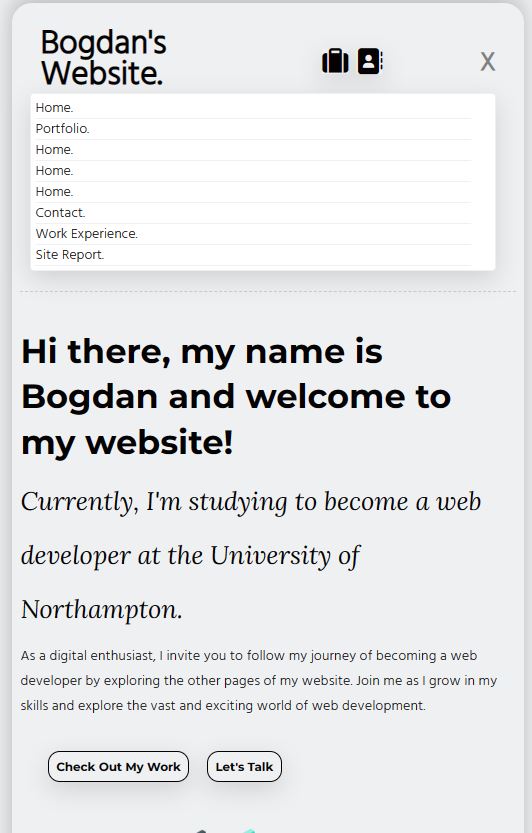 Bogdan's
Website.
X
Home.
Portfolio.
Home.
Home.
Home.
Contact.
Work Experience.
Site Report.
Hi there, my name is
Bogdan and welcome to
my website!
Currently, I'm studying to become a web
developer at the University of
Northampton.
As a digital enthusiast, I invite you to follow my journey of becoming a web
developer by exploring the other pages of my website. Join me as I grow in my
skills and explore the vast and exciting world of web development.
Check Out My Work
Let's Talk